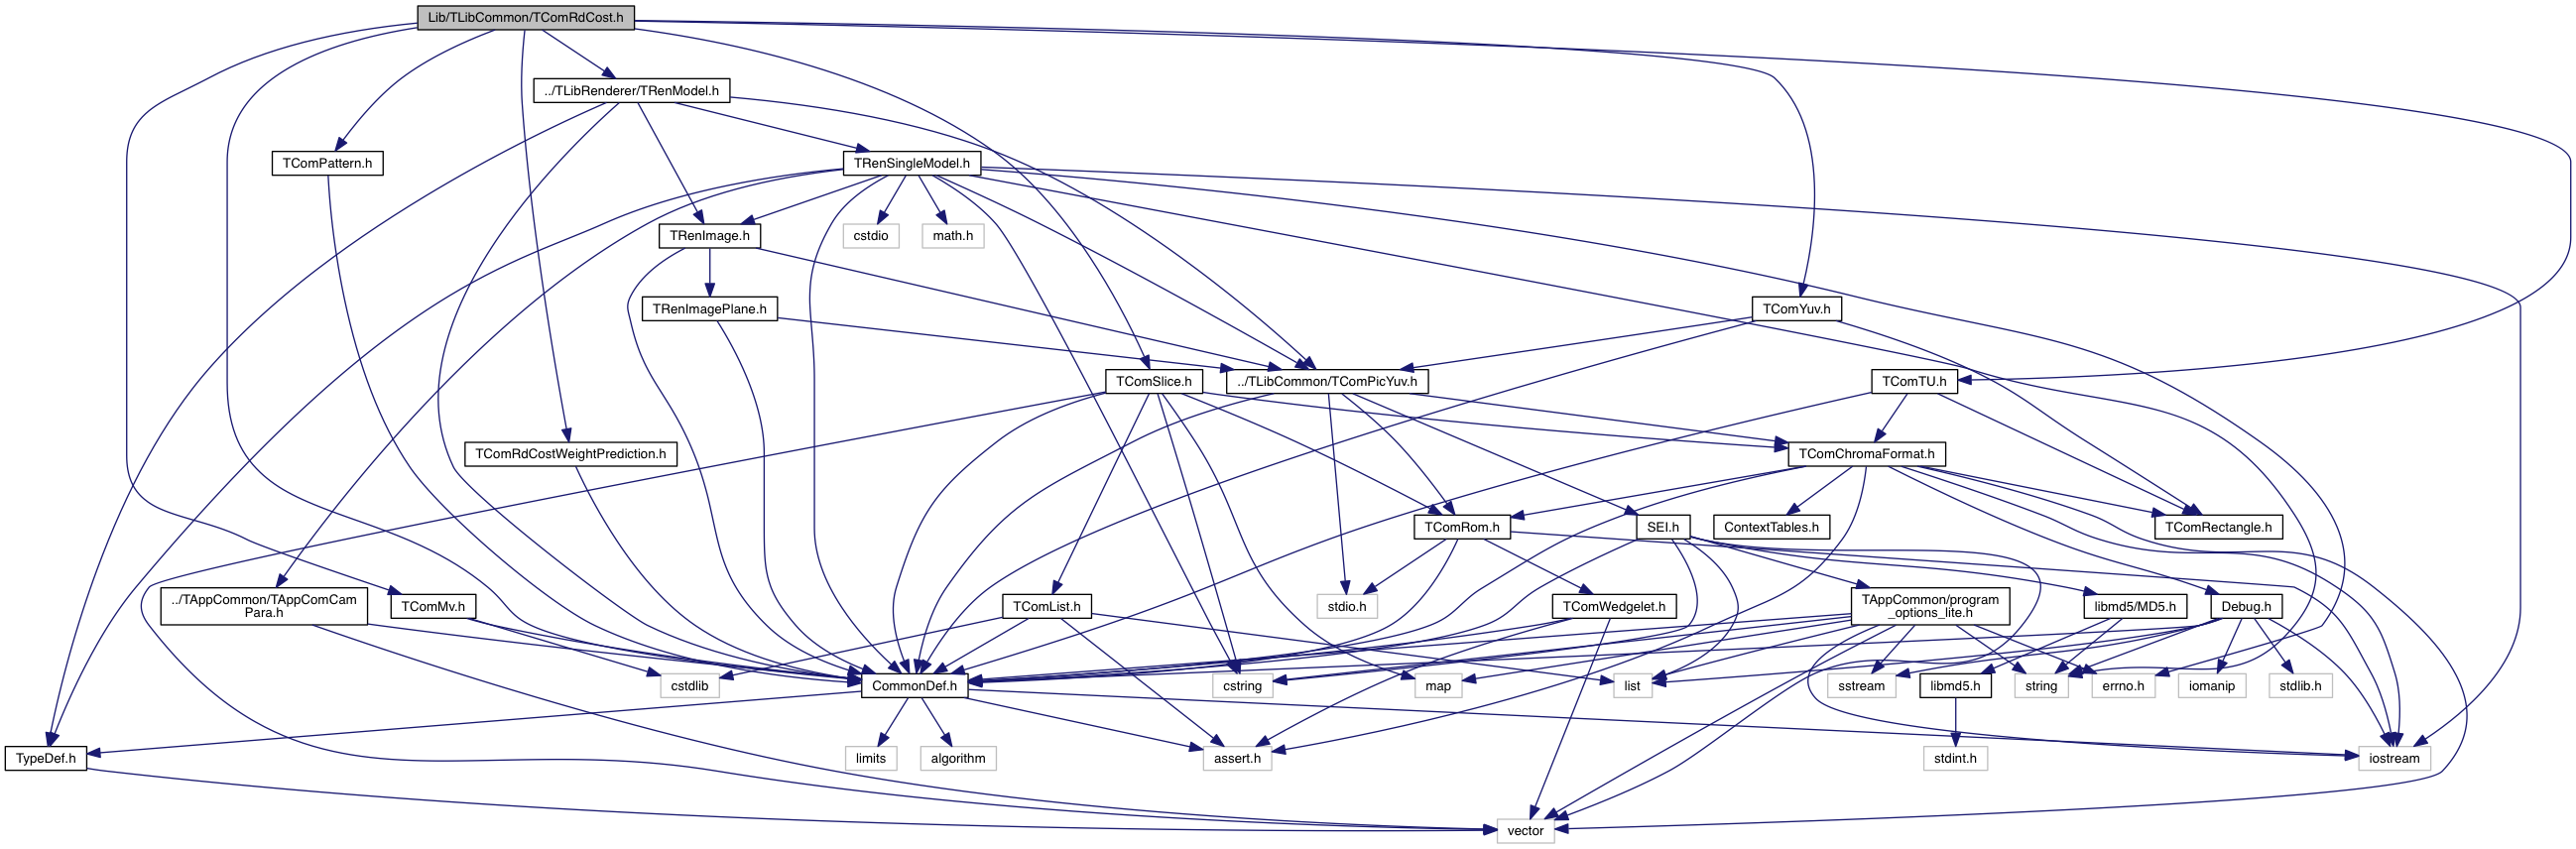 Lib/TLibCommon/TComRdCost.h
../TLibRenderer/TRenModel.h
TComPattern.h
TRenSingleModel.h
TRenImage.h
cstdio
math.h
TRenImagePlane.h
TComYuv.h
TComSlice.h
../TLibCommon/TComPicYuv.h
TComTU.h
TComRdCostWeightPrediction.h
TComChromaFormat.h
TComRom.h
SEI.h
ContextTables.h
TComRectangle.h
../TAppCommon/TAppComCam
Para.h
TComMv.h
TComList.h
stdio.h
TComWedgelet.h
TAppCommon/program
_options_lite.h
libmd5/MD5.h
Debug.h
cstdlib
CommonDef.h
cstring
map
list
sstream
libmd5.h
string
errno.h
iomanip
stdlib.h
TypeDef.h
limits
algorithm
assert.h
stdint.h
iostream
vector